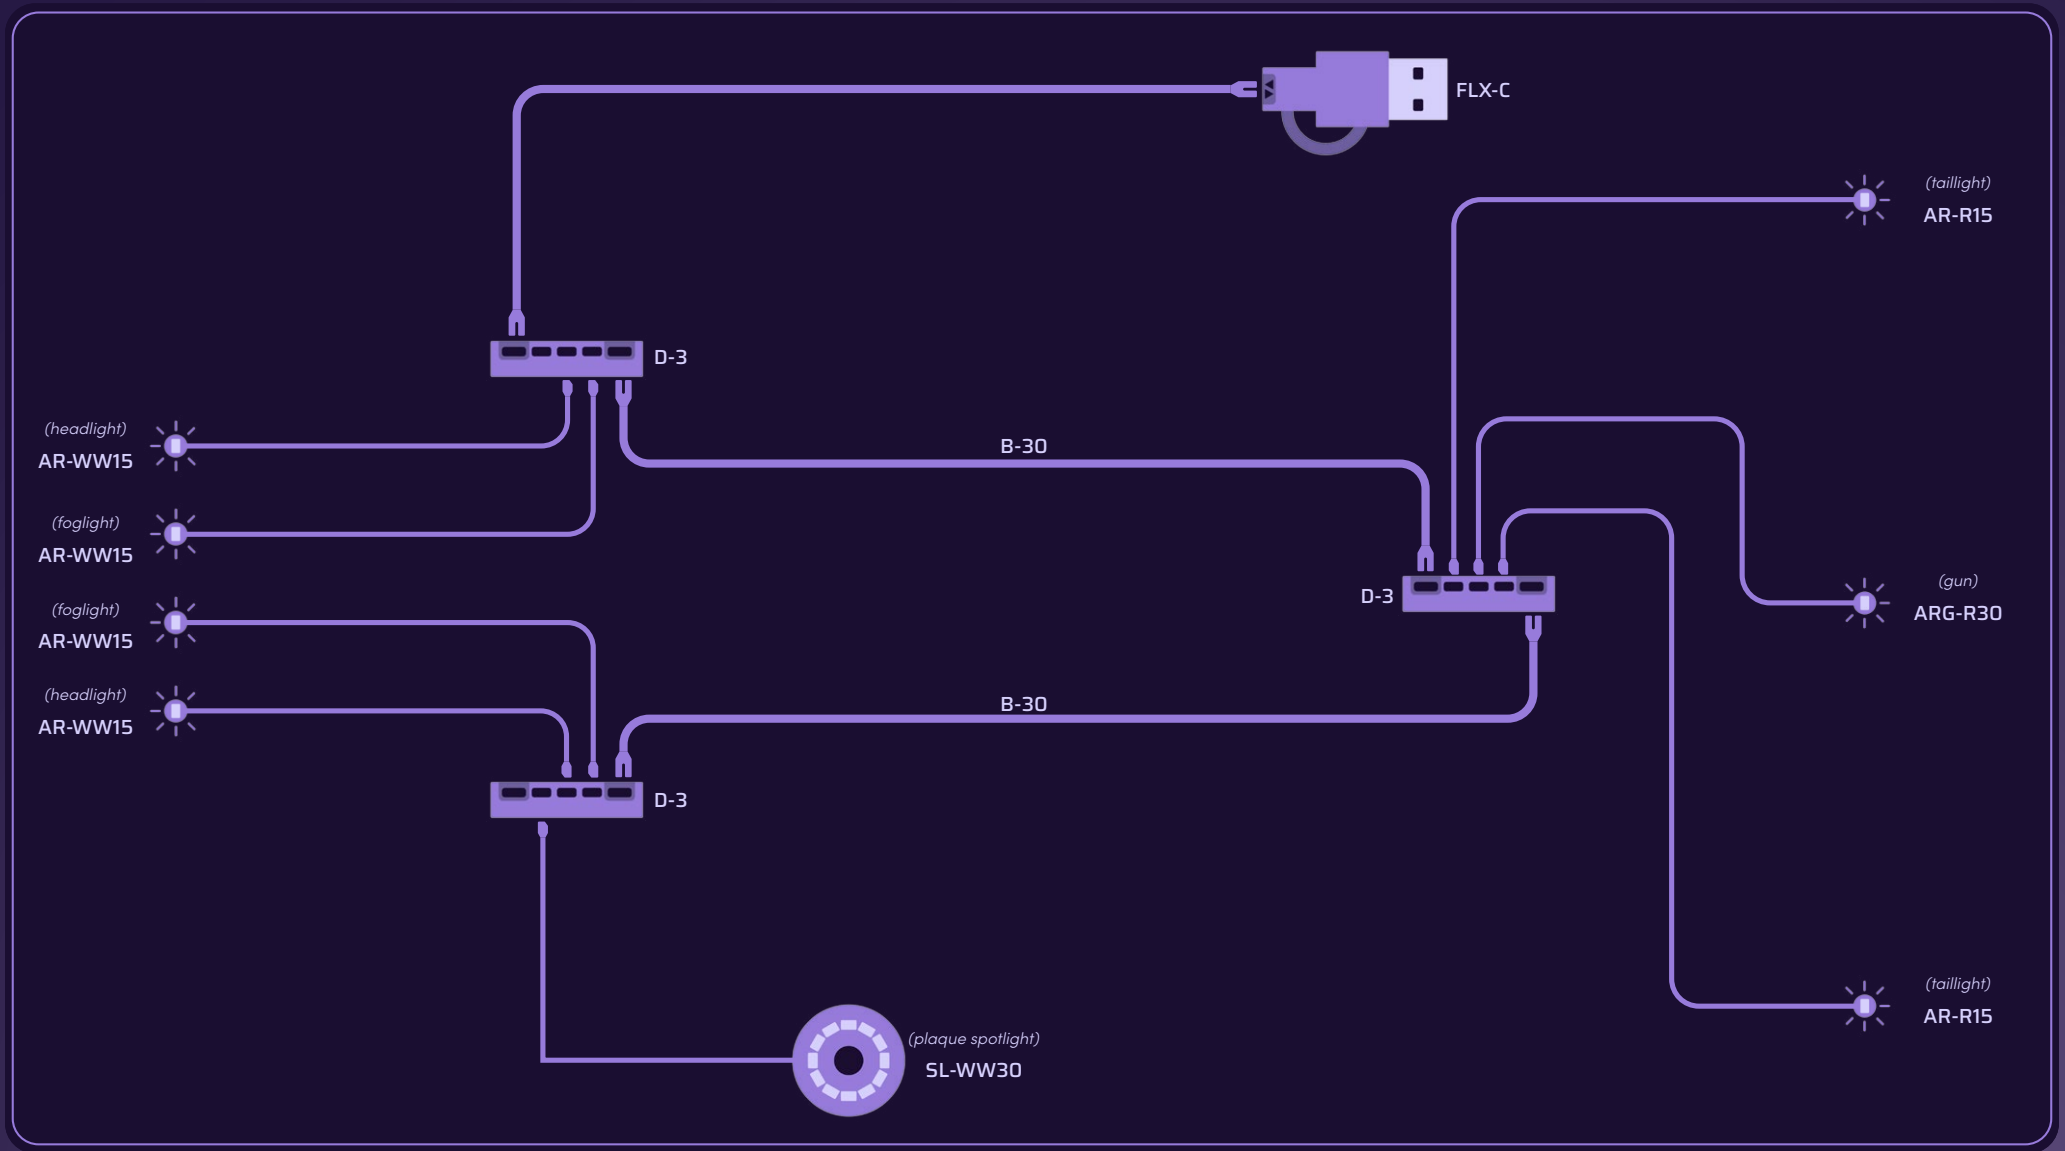 FLX-C
(taillight)
AR-R15
D-3
(headlight)
AR-WW15
B-30
(foglight)
AR-WW15
(foglight)
AR-WW15
D-3
(gun)
ARG-R30
(headlight)
AR-WW15
B-30
D-3
(taillight)
AR-R15
(plaque spotlight)
SL-WW30